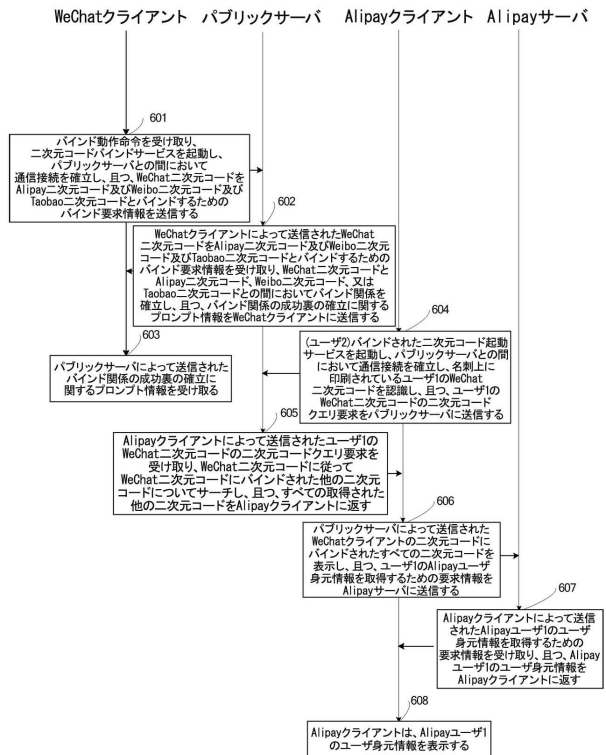 WeChatクライアント パブリックサーバ Alipayクライアント Alipayサーバ
601
バインド動作命令を受け取り、
二次元コードバインドサービスを起動し、
パブリックサーバとの間において
通信接続を確立し、且つ、WeChat二次元コードを
Alipay二次元コード及びWeibo二次元コード及び
Taobao二次元コードとバインドするための
バインド要求情報を送信する
602
WeChatクライアントによって送信されたWeChat
二次元コードをAlipay二次元コード及びWeibo二次元
コード及びTaobao二次元コードとバインドするための
バインド要求情報を受け取り、WeChat二次元コードと
Alipay二次元コード、Weibo二次元コード、又は
Taobao二次元コードとの間においてバインド関係を
確立し、且つ、バインド関係の成功裏の確立に関する
プロンプト情報をWeChatクライアントに送信する
603
パブリックサーバによって送信された
バインド関係の成功裏の確立
に関するプロンプト情報を受け取る
604
(ユーザ2)バインドされた二次元コード起動
サービスを起動し、パブリックサーバとの間
において通信接続を確立し、名刺上に
印刷されているユーザ1のWeChat
二次元コードを認識し、且つ、ユーザ1の
WeChat二次元コードの二次元コード
クエリ要求をパブリックサーバに送信する
605
Alipayクライアントによって送信されたユーザ1の
WeChat二次元コードの二次元コードクエリ要求を
受け取り、WeChat二次元コードに従って
WeChat二次元コードにバインドされた他の二次元
コードについてサーチし、且つ、すべての取得された
他の二次元コードをAlipayクライアントに返す
606
パブリックサーバによって送信された
WeChatクライアントの二次元コードに
バインドされたすべての二次元コードを
表示し、且つ、ユーザ1のAlipayユーザ
身元情報を取得するための要求情報を
Alipayサーバに送信する
607
Alipayクライアントによって送信
されたAlipayユーザ1のユーザ
身元情報を取得するための
要求情報を受け取り、且つ、Alipay
ユーザ1のユーザ身元情報を
Alipayクライアントに返す
608
Alipayクライアントは、Alipayユーザ1
のユーザ身元情報を表示する